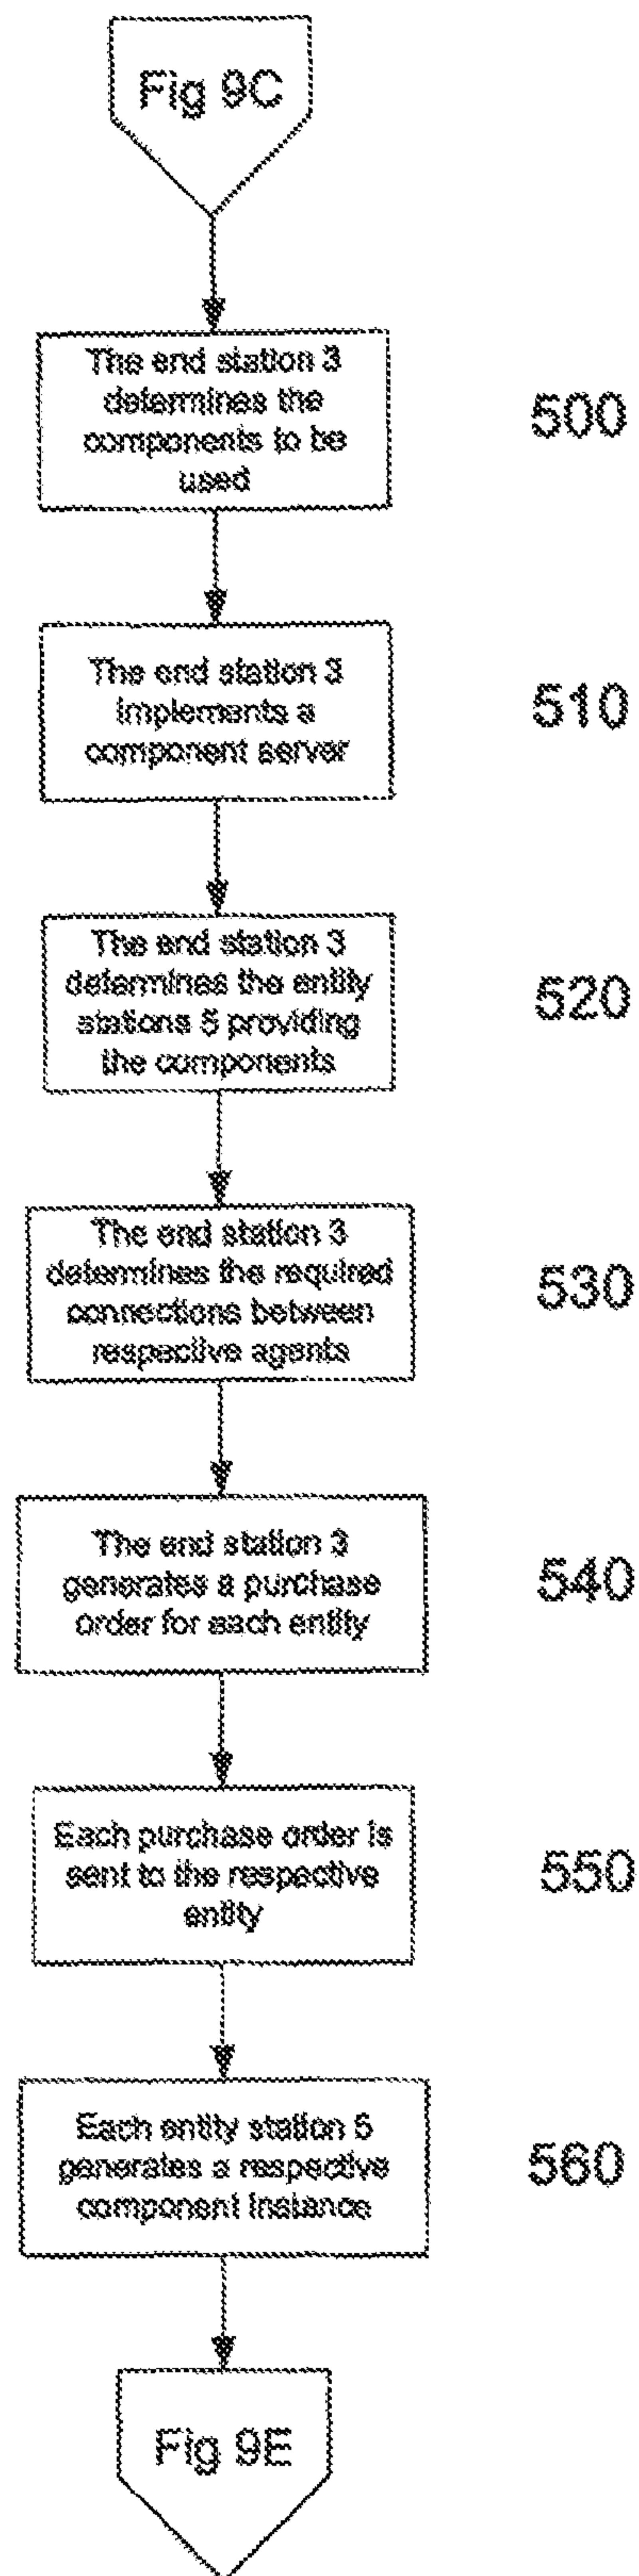 Fig 9C
The end station 3
determines the
components to be
used
500
The end station 3
implements a
component server
510
The end station 3
determines the entity
stations 5 providing
the components
520
The end station 3
determines the required
connections between
respective agents
530
The end station 3
generates a purchase
order for each entity
540
Each purchase order is
sent to the respective
entity
550
Each entity station 5
generates a respective
component instance
560
Fig 9E